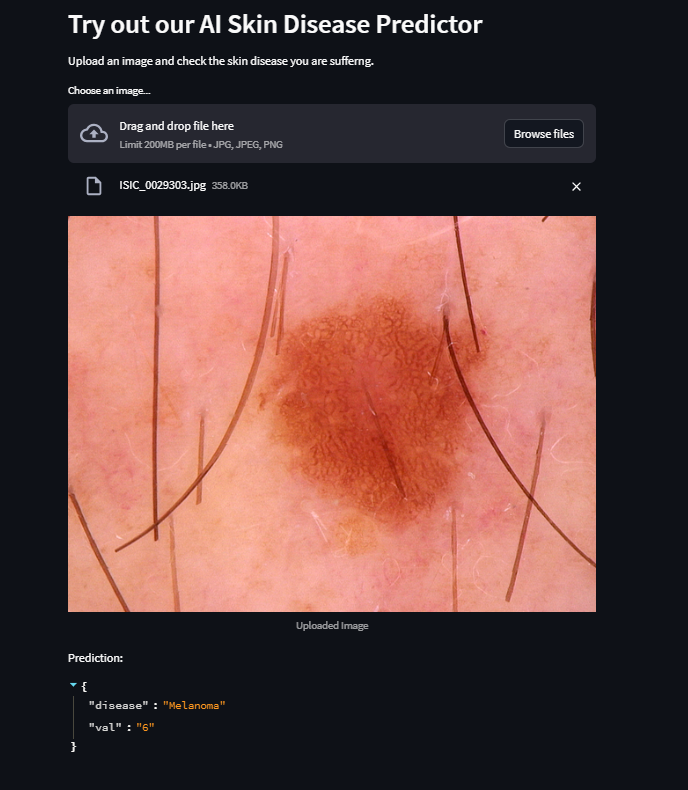 Try out our AI Skin Disease Predictor
Upload an image and check the skin disease you are sufferng.
Choose an image...
Drag and drop file here
Limit 200MB per file • JPG, JPEG, PNG
Browse files
ISIC_0029303.jpg 358.0KB
Uploaded Image
Prediction:
{
"disease" : "Melanoma"
"val" : "6"
}